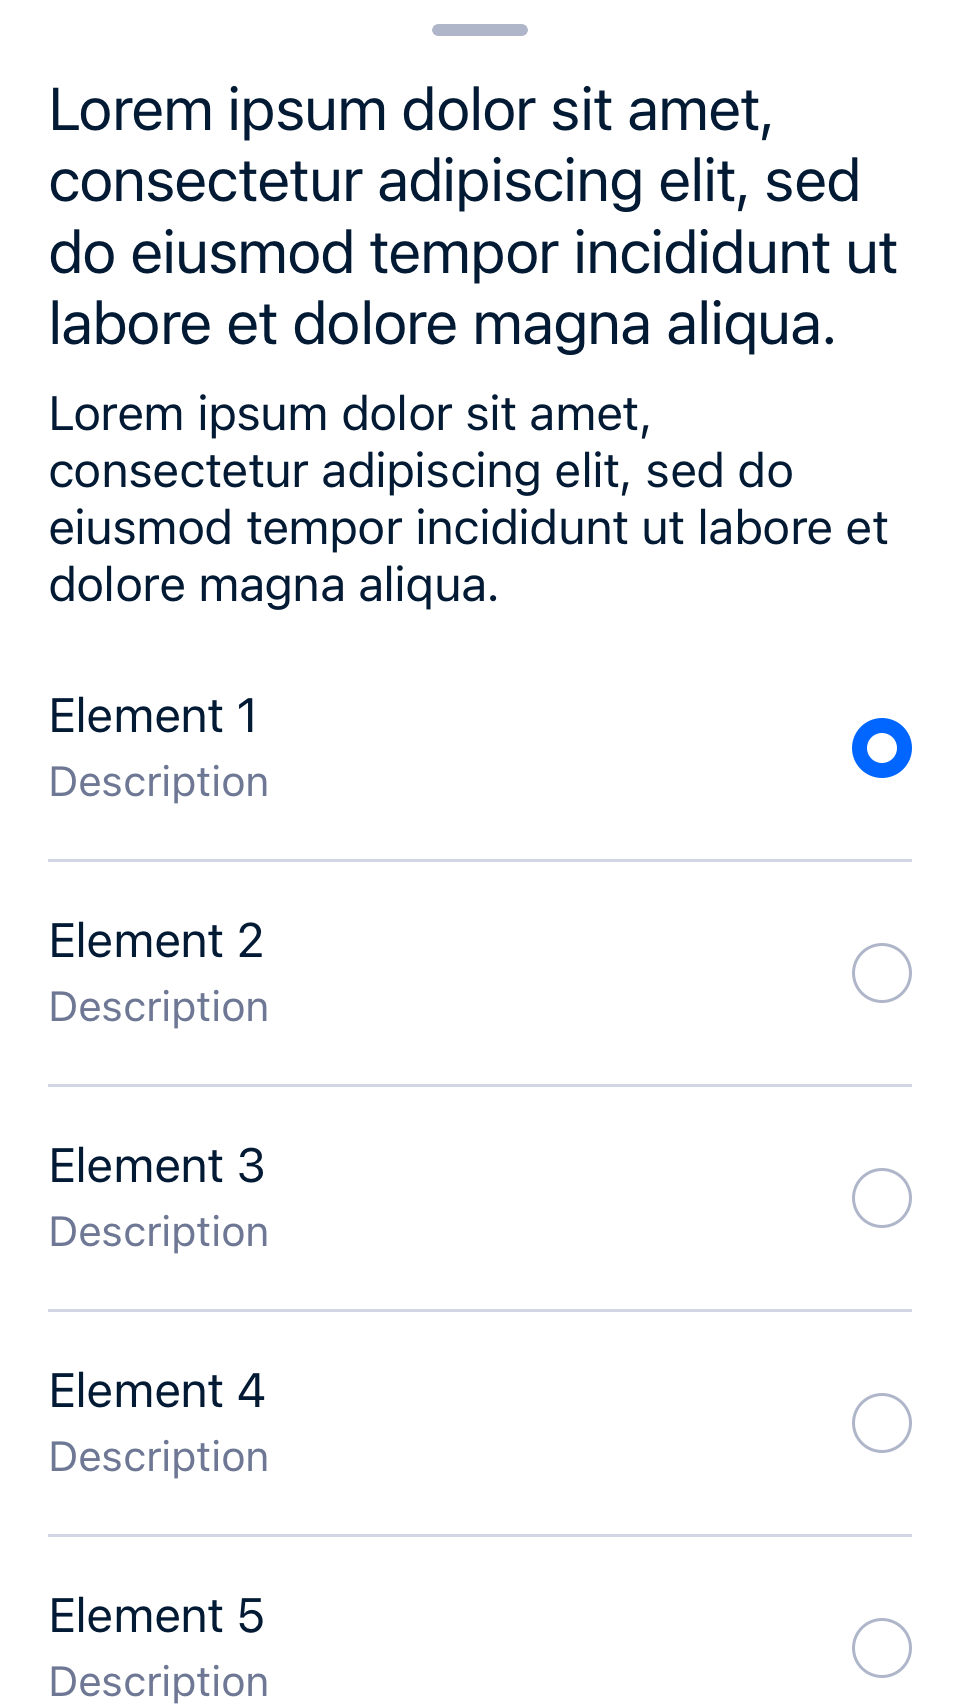 Lorem ipsum dolor sit amet,
consectetur adipiscing elit, sed
do eiusmod tempor incididunt ut
labore et dolore magna aliqua.
Lorem ipsum dolor sit amet,
consectetur adipiscing elit, sed do
eiusmod tempor incididunt ut labore et
dolore magna aliqua.
Element 1
Description
Element 2
Description
Element 3
Description
Element 4
Description
Element 5
Description